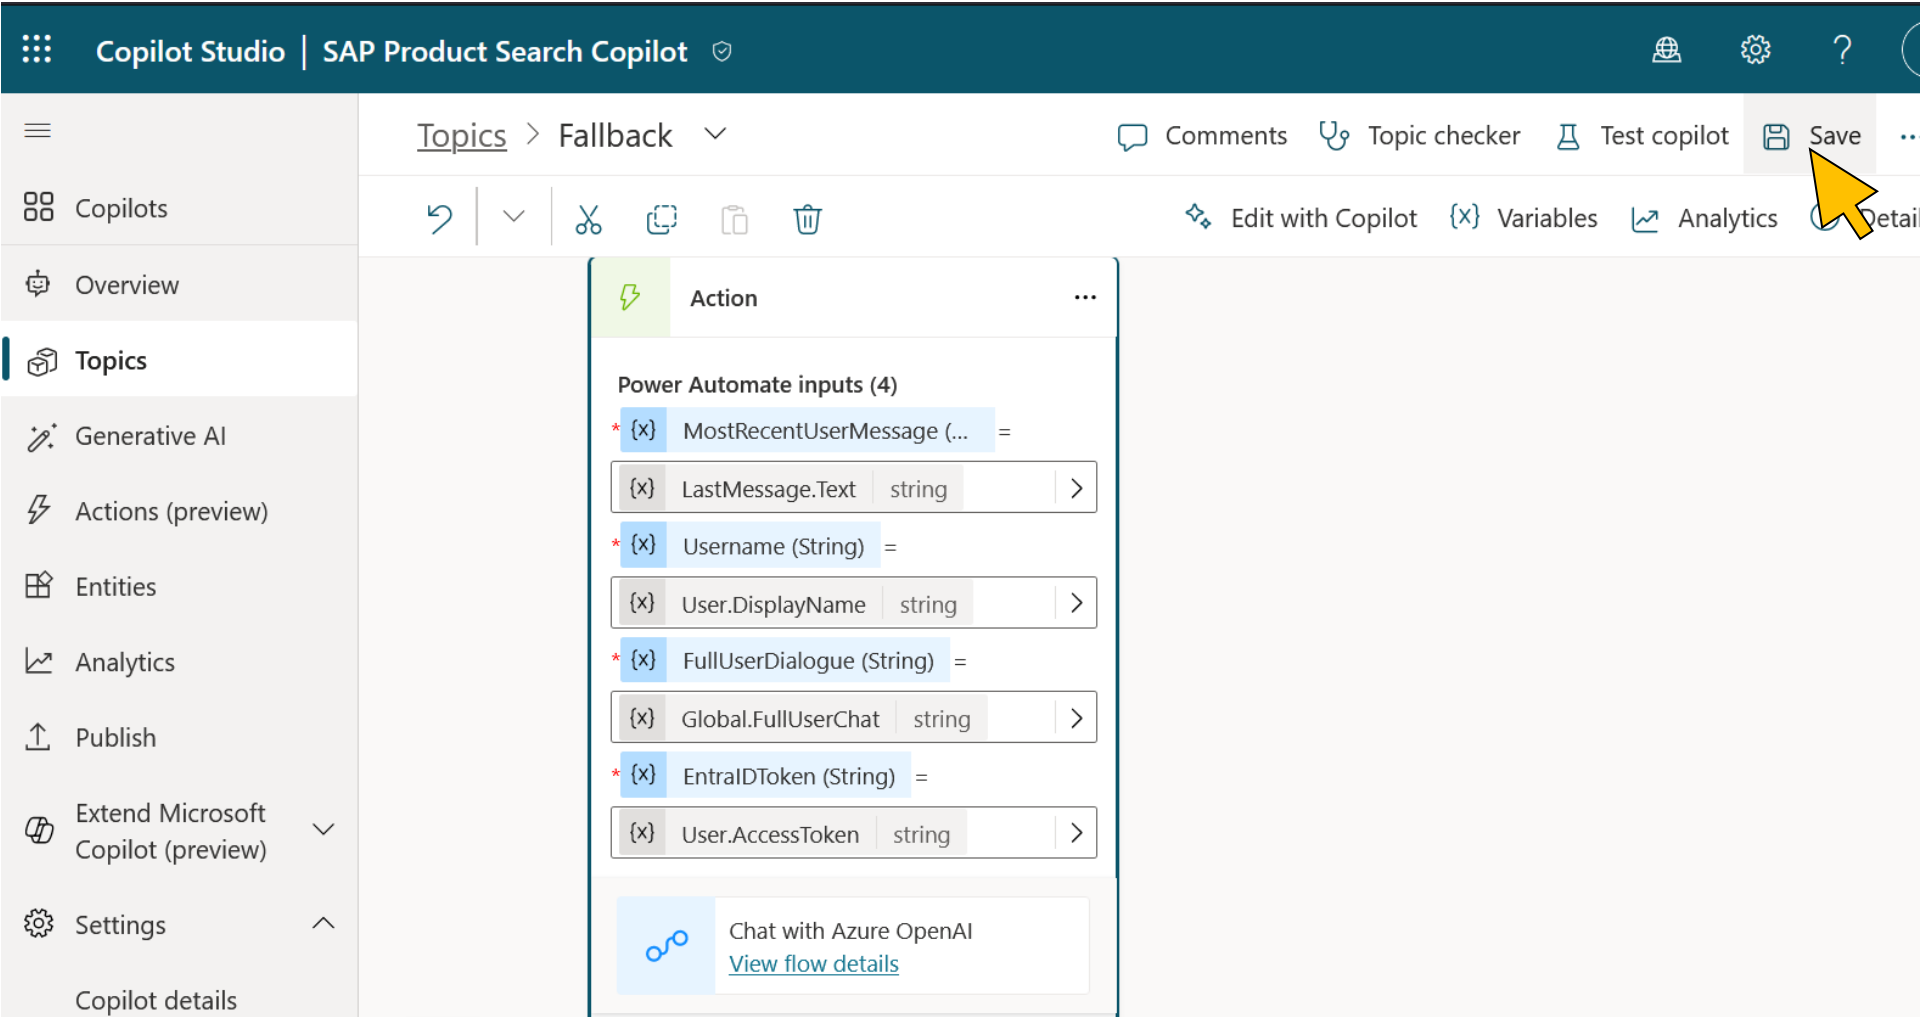 Copilot Studio | SAP Product Search Copilot
Topics > Fallback
Comments
Topic checker
Test copilot
Save
...
Edit with Copilot
{x} Variables
Analytics
Copilots
Overview
Topics
Generative AI
Actions (preview)
Entities
Analytics
Publish
Extend Microsoft
Copilot (preview)
Settings
Copilot details
Action
...
Power Automate inputs (4)
* {x} MostRecentUserMessage (... =
{x} LastMessage.Text string
* {x} Username (String) =
{x} User.DisplayName string
* {x} FullUserDialogue (String) =
{x} Global.FullUserChat string
* {x} EntraIDToken (String) =
{x} User.AccessToken string
Chat with Azure OpenAI
View flow details